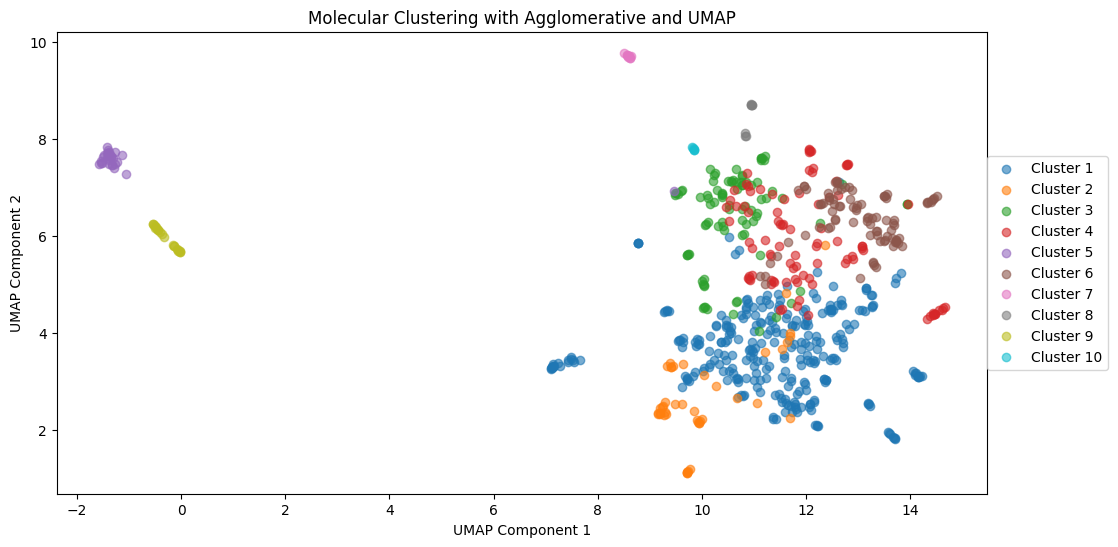 Molecular Clustering with Agglomerative and UMAP
UMAP Component 2
10
8
6
4
2
−2
0
2
4
6
8
10
12
14
UMAP Component 1
Cluster 1
Cluster 2
Cluster 3
Cluster 4
Cluster 5
Cluster 6
Cluster 7
Cluster 8
Cluster 9
Cluster 10